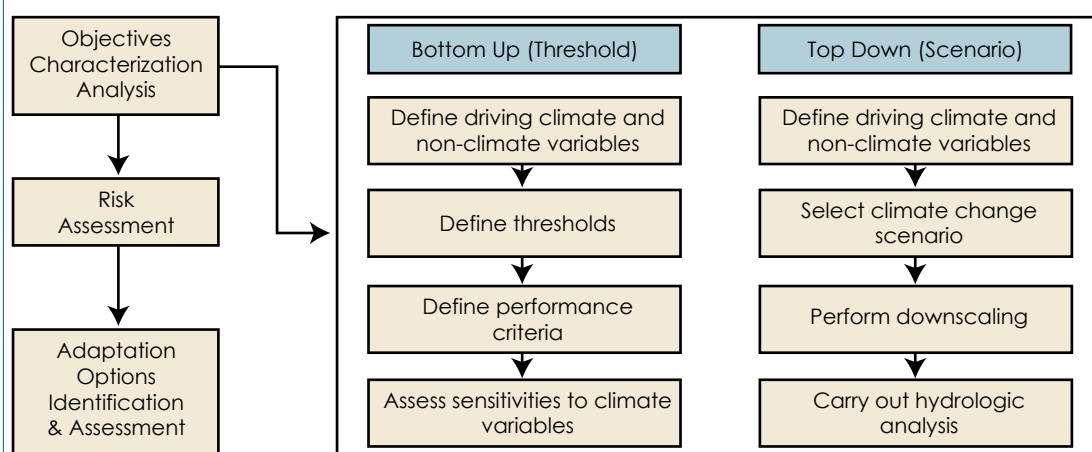 Objectives
Characterization
Analysis
Risk
Assessment
Adaptation
Options
Identification
& Assessment
Bottom Up (Threshold)
Define driving climate and
non-climate variables
Define thresholds
Define performance
criteria
Assess sensitivities to climate
variables
Top Down (Scenario)
Define driving climate and
non-climate variables
Select climate change
scenario
Perform downscaling
Carry out hydrologic
analysis